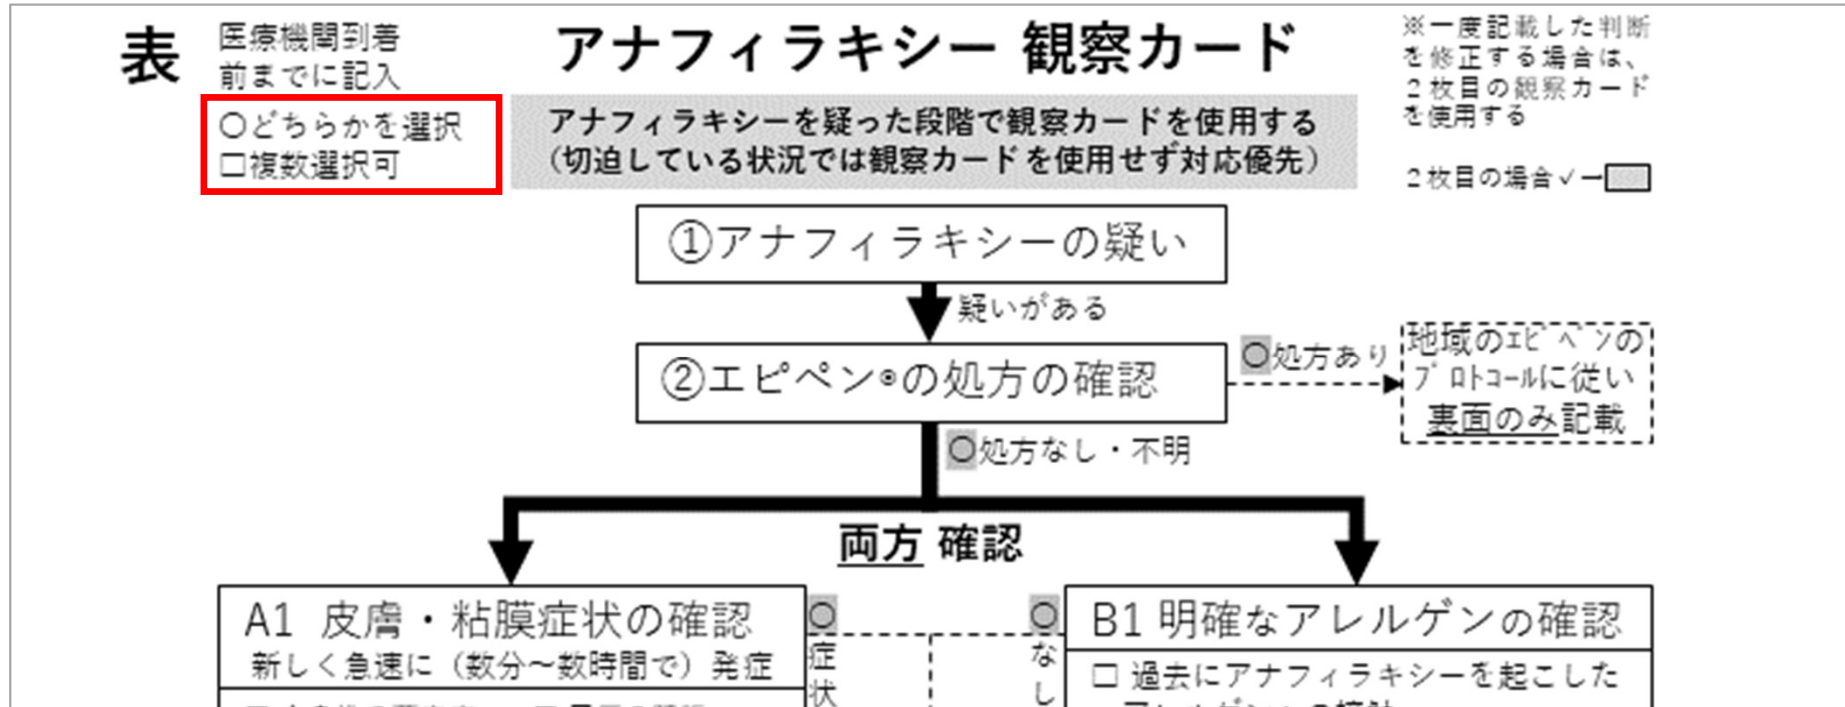 表
医療機関到着
前までに記入
○どちらかを選択
□複数選択可
アナフィラキシー 観察カード
アナフィラキシーを疑った段階で観察カードを使用する
（切迫している状況では観察カードを使用せず対応優先）
※一度記載した判断
を修正する場合は、
２枚目の観察カード
を使用する
２枚目の場合✓→
①アナフィラキシーの疑い
疑いがある
②エピペン®の処方の確認
○処方あり
地域のｴﾋﾟﾍﾟﾝの
ﾌﾟﾛﾄｺｰﾙに従い
裏面のみ記載
○処方なし・不明
両方 確認
A1 皮膚・粘膜症状の確認
新しく急速に（数分～数時間で）発症
○
症
状
○
な
し
B1 明確なアレルゲンの確認
□ 過去にアナフィラキシーを起こした